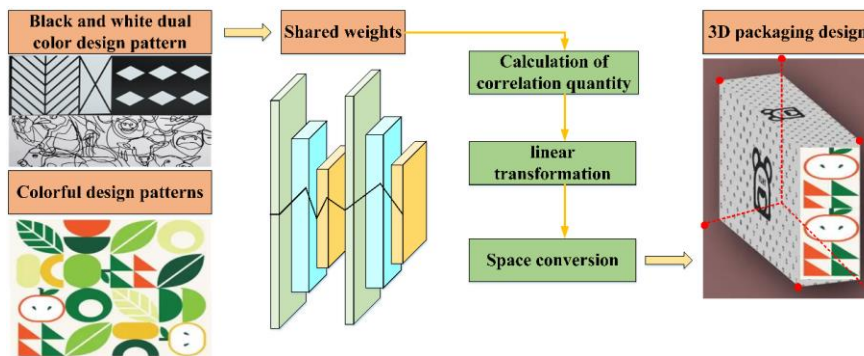 Black and white dual
color design pattern
Shared weights
Calculation of
correlation quantity
linear
transformation
Space conversion
Colorful design patterns
3D packaging design